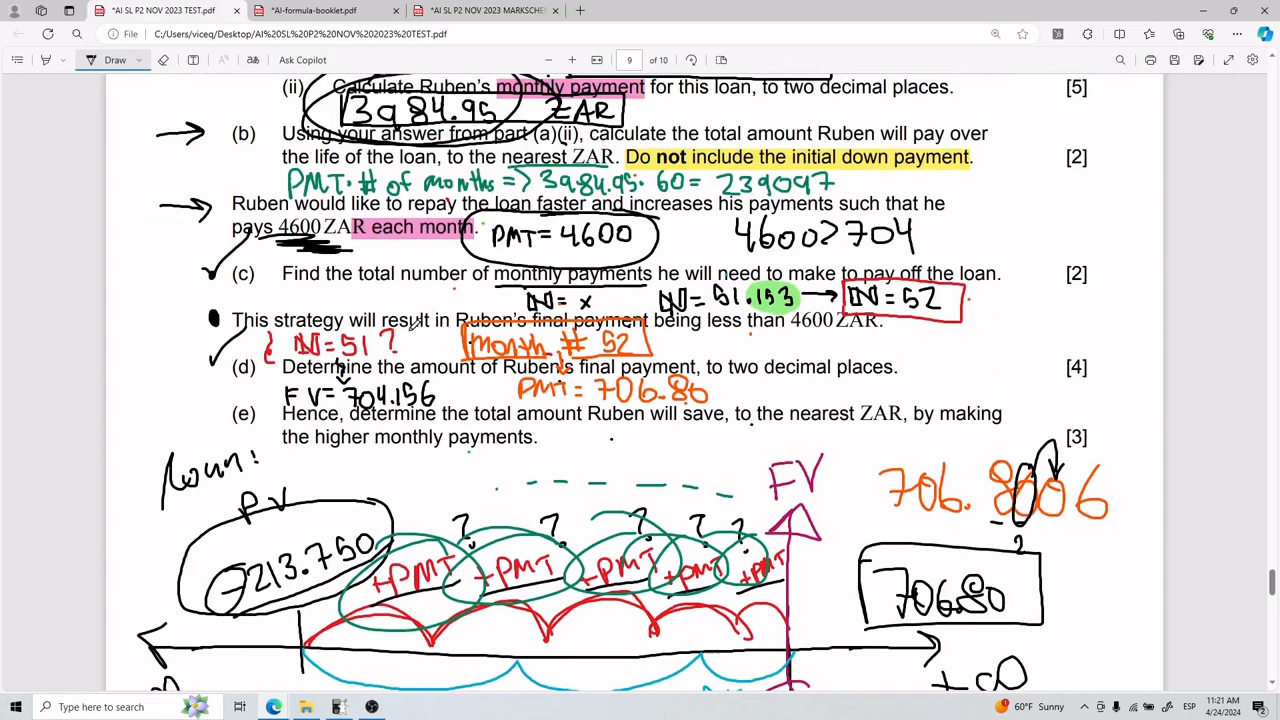 *AI SL P2 NOV 2023 TEST.pdf
*AI-formula-booklet.pdf
*AI SL P2 NOV 2023 MARKSCHE
File
C:/Users/viceq/Desktop/AI%20SL%20P2%20NOV%202023%20TEST.pdf
Draw
Ask Copilot
9 of 10
(ii) Calculate Ruben's monthly payment for this loan, to two decimal places. [5]
3984.95 ZAR
(b) Using your answer from part (a)(ii), calculate the total amount Ruben will pay over
the life of the loan, to the nearest ZAR. Do not include the initial down payment. [2]
PMT· # of months => 3984.95· 60 = 239097
Ruben would like to repay the loan faster and increases his payments such that he
pays 4600 ZAR each month.
PMT = 4600
4600>704
(c) Find the total number of monthly payments he will need to make to pay off the loan. [2]
N = x
N = 51.153 → N = 52
This strategy will result in Ruben's final payment being less than 4600 ZAR.
N = 51?
month # 52
(d) Determine the amount of Ruben's final payment, to two decimal places. [4]
FV = 704.156
PMT = 706.80
(e) Hence, determine the total amount Ruben will save, to the nearest ZAR, by making
the higher monthly payments. [3]
Loan:
PV
FV
706.8006
? ? ? ? ?
2
-213.750
+PMT +PMT +PMT +PMT +PMT
706.80
+∞
Type here to search
60°F Sunny
ESP
11:21 AM
4/24/2024